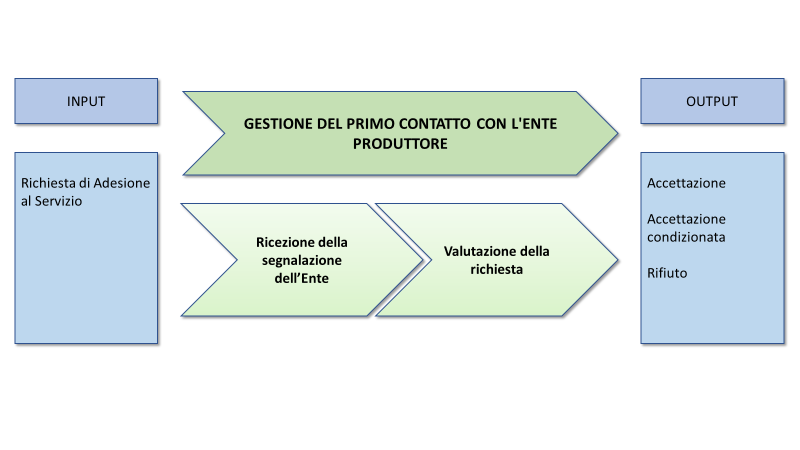 INPUT
GESTIONE DEL PRIMO CONTATTO CON L'ENTE
PRODUTTORE
OUTPUT
Richiesta di Adesione
al Servizio
Ricezione della
segnalazione
dell’Ente
Valutazione della
richiesta
Accettazione
Accettazione
condizionata
Rifiuto